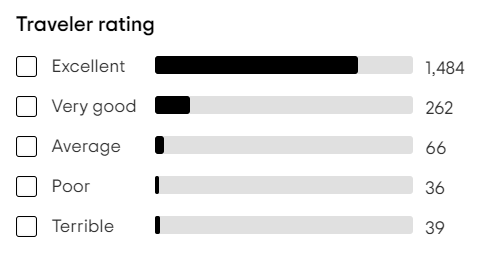 Traveler rating
Excellent 1,484
Very good 262
Average 66
Poor 36
Terrible 39